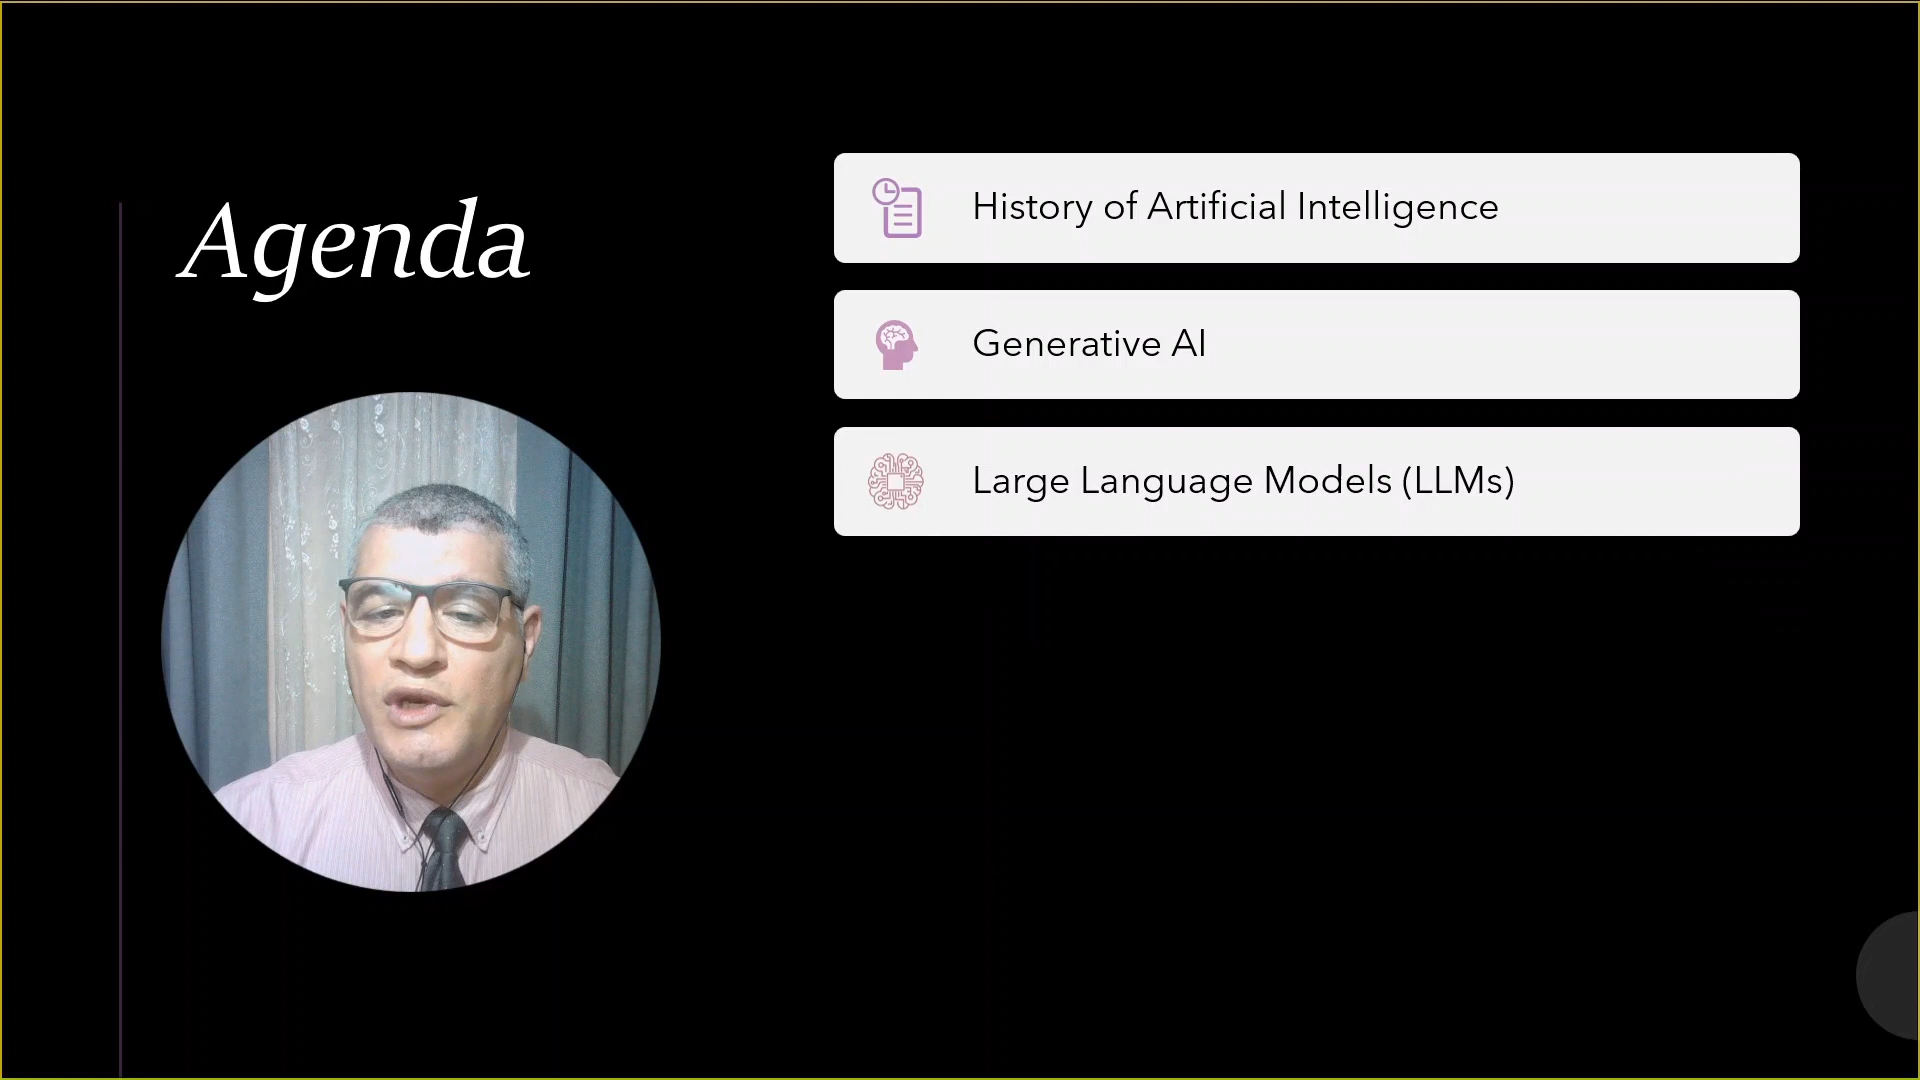 Agenda
History of Artificial Intelligence
Generative AI
Large Language Models (LLMs)